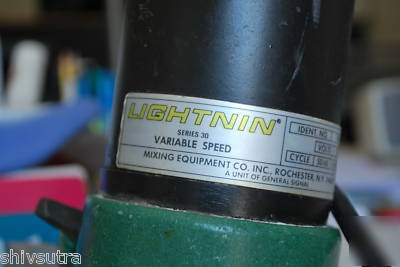 LIGHTNIN®
SERIES 30
VARIABLE SPEED
IDENT. NO.
VOLTS
CYCLE
MIXING EQUIPMENT CO. INC., ROCHESTER, N.Y.
A UNIT OF GENERAL SIGNAL
shivsutra